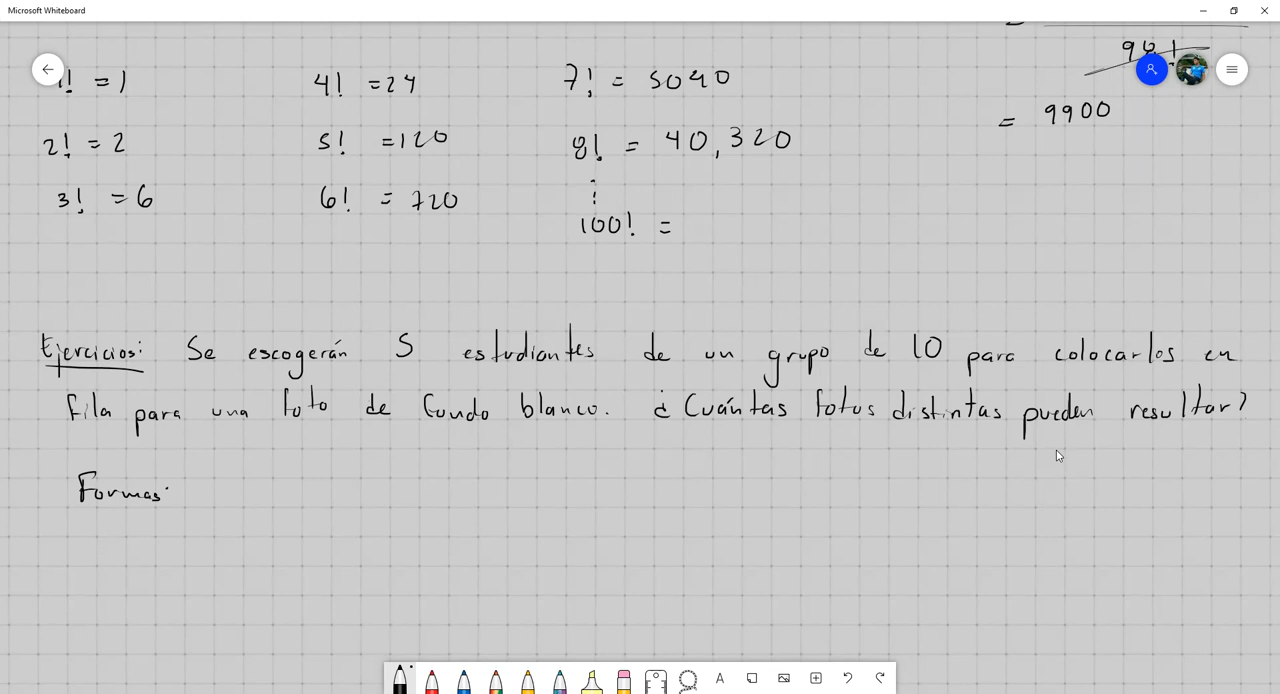 Microsoft Whiteboard
1! = 1
2! = 2
3! = 6
4! = 24
5! = 120
6! = 720
7! = 5040
8! = 40,320
⋮
100! =
= 9900
Ejercicios: Se escogerán 5 estudiantes de un grupo de 10 para colocarlos en
fila para una foto de fondo blanco. ¿Cuántas fotos distintas pueden resultar?
Formas: